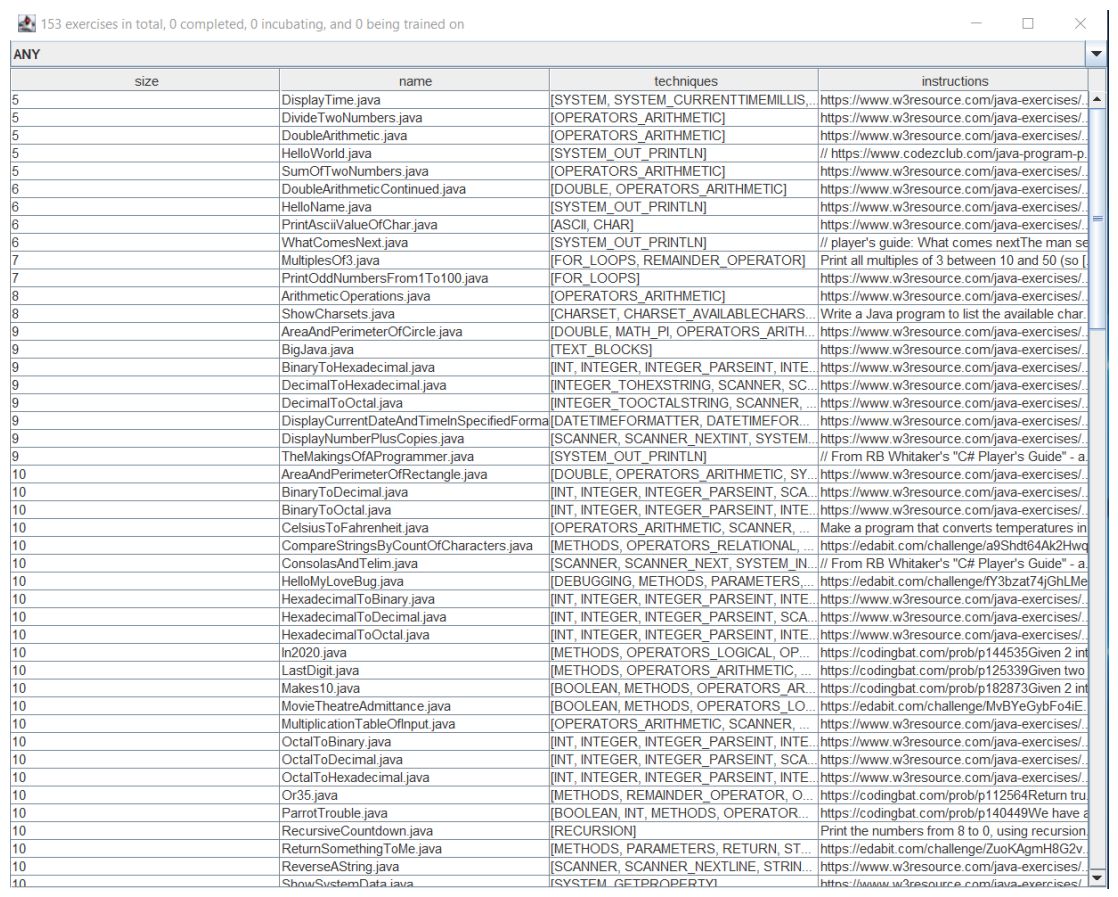 153 exercises in total, 0 completed, 0 incubating, and 0 being trained on
ANY
size name techniques instructions
5 DisplayTime.java [SYSTEM, SYSTEM_CURRENTTIMEMILLIS,... https://www.w3resource.com/java-exercises/...
5 DivideTwoNumbers.java [OPERATORS_ARITHMETIC] https://www.w3resource.com/java-exercises/...
5 DoubleArithmetic.java [OPERATORS_ARITHMETIC] https://www.w3resource.com/java-exercises/...
5 HelloWorld.java [SYSTEM_OUT_PRINTLN] // https://www.codezclub.com/java-program-p...
5 SumOfTwoNumbers.java [OPERATORS_ARITHMETIC] https://www.w3resource.com/java-exercises/...
6 DoubleArithmeticContinued.java [DOUBLE, OPERATORS_ARITHMETIC] https://www.w3resource.com/java-exercises/...
6 HelloName.java [SYSTEM_OUT_PRINTLN] https://www.w3resource.com/java-exercises/...
6 PrintAsciiValueOfChar.java [ASCII, CHAR] https://www.w3resource.com/java-exercises/...
6 WhatComesNext.java [SYSTEM_OUT_PRINTLN] // player's guide: What comes nextThe man se
7 MultiplesOf3.java [FOR_LOOPS, REMAINDER_OPERATOR] Print all multiples of 3 between 10 and 50 (so [
7 PrintOddNumbersFrom1To100.java [FOR_LOOPS] https://www.w3resource.com/java-exercises/...
8 ArithmeticOperations.java [OPERATORS_ARITHMETIC] https://www.w3resource.com/java-exercises/...
8 ShowCharsets.java [CHARSET, CHARSET_AVAILABLECHARS... Write a Java program to list the available char...
9 AreaAndPerimeterOfCircle.java [DOUBLE, MATH_PI, OPERATORS_ARITH... https://www.w3resource.com/java-exercises/...
9 BigJava.java [TEXT_BLOCKS] https://www.w3resource.com/java-exercises/...
9 BinaryToHexadecimal.java [INT, INTEGER, INTEGER_PARSEINT, INTE... https://www.w3resource.com/java-exercises/...
9 DecimalToHexadecimal.java [INTEGER_TOHEXSTRING, SCANNER, SC... https://www.w3resource.com/java-exercises/...
9 DecimalToOctal.java [INTEGER_TOOCTALSTRING, SCANNER, ... https://www.w3resource.com/java-exercises/...
9 DisplayCurrentDateAndTimeInSpecifiedForma [DATETIMEFORMATTER, DATETIMEFOR... https://www.w3resource.com/java-exercises/...
9 DisplayNumberPlusCopies.java [SCANNER, SCANNER_NEXTINT, SYSTEM... https://www.w3resource.com/java-exercises/...
9 TheMakingsOfAProgrammer.java [SYSTEM_OUT_PRINTLN] // From RB Whitaker's "C# Player's Guide" - a...
10 AreaAndPerimeterOfRectangle.java [DOUBLE, OPERATORS_ARITHMETIC, SY... https://www.w3resource.com/java-exercises/...
10 BinaryToDecimal.java [INT, INTEGER, INTEGER_PARSEINT, SCA... https://www.w3resource.com/java-exercises/...
10 BinaryToOctal.java [INT, INTEGER, INTEGER_PARSEINT, INTE... https://www.w3resource.com/java-exercises/...
10 CelsiusToFahrenheit.java [OPERATORS_ARITHMETIC, SCANNER, ... Make a program that converts temperatures in
10 CompareStringsByCountOfCharacters.java [METHODS, OPERATORS_RELATIONAL, ... https://edabit.com/challenge/a9Shdt64Ak2Hwq
10 ConsolasAndTelim.java [SCANNER, SCANNER_NEXT, SYSTEM_IN... // From RB Whitaker's "C# Player's Guide" - a...
10 HelloMyLoveBug.java [DEBUGGING, METHODS, PARAMETERS,... https://edabit.com/challenge/fY3bzat74jGhLMe
10 HexadecimalToBinary.java [INT, INTEGER, INTEGER_PARSEINT, INTE... https://www.w3resource.com/java-exercises/...
10 HexadecimalToDecimal.java [INT, INTEGER, INTEGER_PARSEINT, SCA... https://www.w3resource.com/java-exercises/...
10 HexadecimalToOctal.java [INT, INTEGER, INTEGER_PARSEINT, INTE... https://www.w3resource.com/java-exercises/...
10 In2020.java [METHODS, OPERATORS_LOGICAL, OP... https://codingbat.com/prob/p144535Given 2 int
10 LastDigit.java [METHODS, OPERATORS_ARITHMETIC, ... https://codingbat.com/prob/p125339Given two
10 Makes10.java [BOOLEAN, METHODS, OPERATORS_AR... https://codingbat.com/prob/p182873Given 2 int
10 MovieTheatreAdmittance.java [BOOLEAN, METHODS, OPERATORS_LO... https://edabit.com/challenge/MvBYeGybFo4iE...
10 MultiplicationTableOfInput.java [OPERATORS_ARITHMETIC, SCANNER, ... https://www.w3resource.com/java-exercises/...
10 OctalToBinary.java [INT, INTEGER, INTEGER_PARSEINT, INTE... https://www.w3resource.com/java-exercises/...
10 OctalToDecimal.java [INT, INTEGER, INTEGER_PARSEINT, SCA... https://www.w3resource.com/java-exercises/...
10 OctalToHexadecimal.java [INT, INTEGER, INTEGER_PARSEINT, INTE... https://www.w3resource.com/java-exercises/...
10 Or35.java [METHODS, REMAINDER_OPERATOR, O... https://codingbat.com/prob/p112564Return tru...
10 ParrotTrouble.java [BOOLEAN, INT, METHODS, OPERATOR... https://codingbat.com/prob/p140449We have a
10 RecursiveCountdown.java [RECURSION] Print the numbers from 8 to 0, using recursion.
10 ReturnSomethingToMe.java [METHODS, PARAMETERS, RETURN, ST... https://edabit.com/challenge/ZuoKAgmH8G2v...
10 ReverseAString.java [SCANNER, SCANNER_NEXTLINE, STRIN... https://www.w3resource.com/java-exercises/...
10 ShowSystemData.java [SYSTEM_GETPROPERTY] https://www.w3resource.com/java-exercises/...